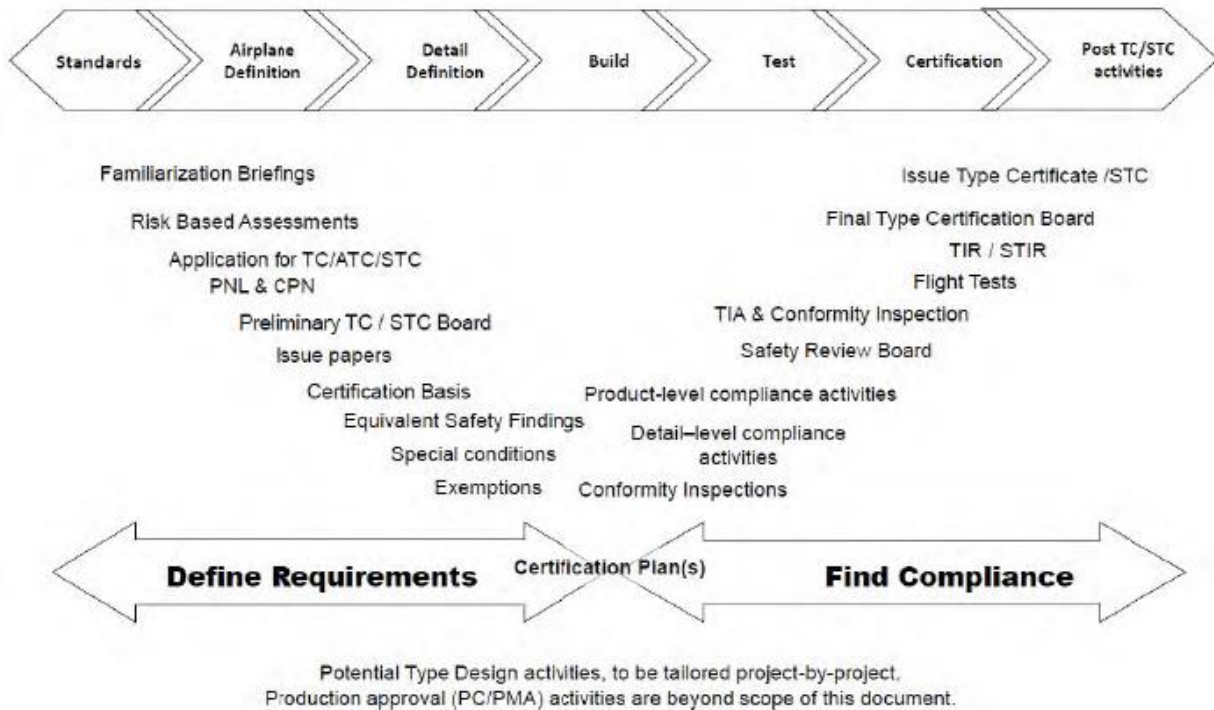 Standards
Airplane
Definition
Detail
Definition
Build
Test
Certification
Post TC/STC
activities
Familiarization Briefings
Risk Based Assessments
Application for TC/ATC/STC
PNL & CPN
Preliminary TC / STC Board
Issue papers
Certification Basis
Equivalent Safety Findings
Special conditions
Exemptions
Issue Type Certificate /STC
Final Type Certification Board
TIR / STIR
Flight Tests
TIA & Conformity Inspection
Safety Review Board
Product-level compliance activities
Detail–level compliance
activities
Conformity Inspections
Define Requirements
Certification Plan(s)
Find Compliance
Potential Type Design activities, to be tailored project-by-project,
Production approval (PC/PMA) activities are beyond scope of this document.